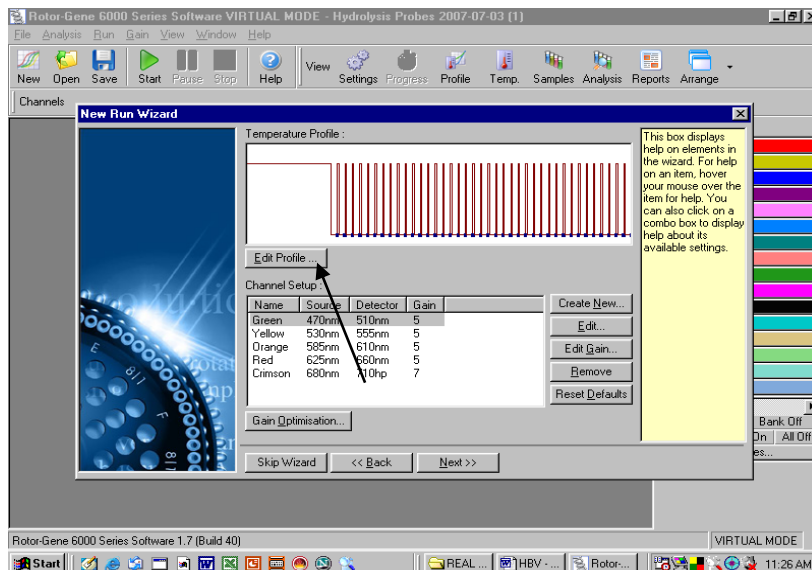 Rotor-Gene 6000 Series Software VIRTUAL MODE - Hydrolysis Probes 2007-07-03 (1)
File Analysis Run Gain View Window Help
New Open Save Start Pause Stop Help View Settings Progress Profile Temp. Samples Analysis Reports Arrange
Channels
New Run Wizard
Temperature Profile :
This box displays
help on elements in
the wizard. For help
on an item, hover
your mouse over the
item for help. You
can also click on a
combo box to display
help about its
available settings.
Edit Profile ...
Channel Setup :
Name Source Detector Gain
Green 470nm 510nm 5
Yellow 530nm 555nm 5
Orange 585nm 610nm 5
Red 625nm 660nm 5
Crimson 680nm 710hp 7
Create New...
Edit...
Edit Gain...
Remove
Reset Defaults
Gain Optimisation...
Bank Off
On All Off
es...
Skip Wizard << Back Next >>
Rotor-Gene 6000 Series Software 1.7 (Build 40) VIRTUAL MODE
Start REAL ... HBV - ... Rotor-... 11:26 AM